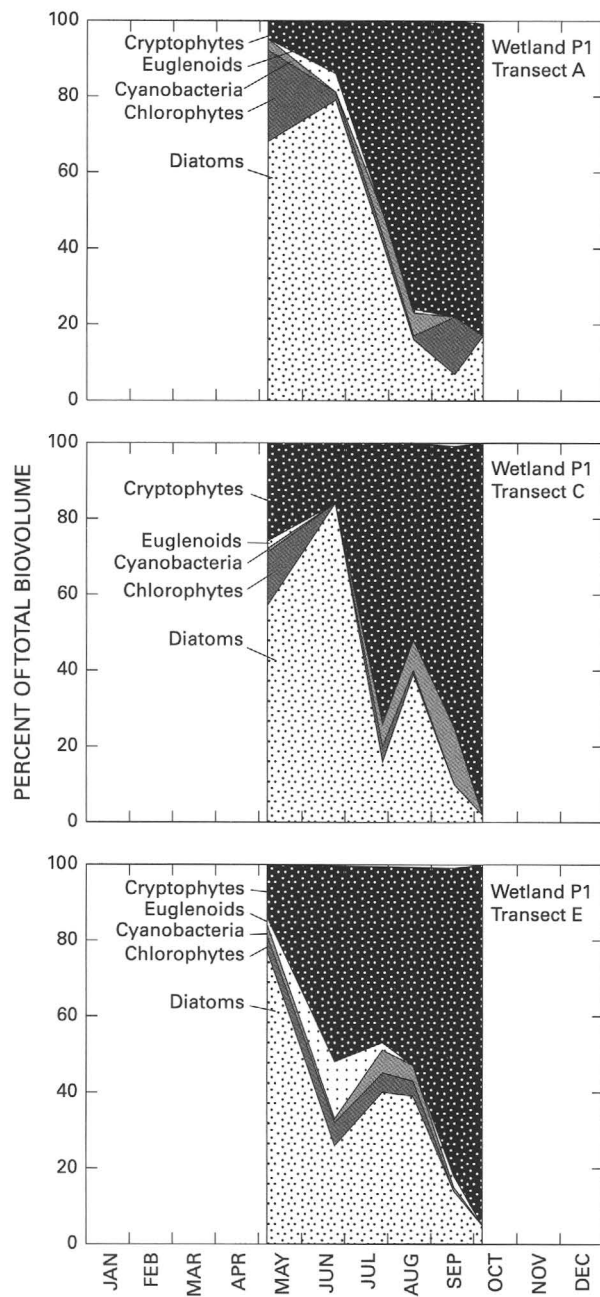 100
80
60
40
20
0
Cryptophytes
Euglenoids
Cyanobacteria
Chlorophytes
Diatoms
Wetland P1
Transect A
PERCENT OF TOTAL BIOVOLUME
100
80
60
40
20
0
Cryptophytes
Euglenoids
Cyanobacteria
Chlorophytes
Diatoms
Wetland P1
Transect C
100
80
60
40
20
0
Cryptophytes
Euglenoids
Cyanobacteria
Chlorophytes
Diatoms
Wetland P1
Transect E
JAN
FEB
MAR
APR
MAY
JUN
JUL
AUG
SEP
OCT
NOV
DEC